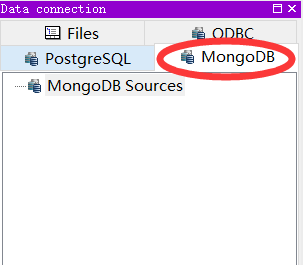 Data connection
Files
ODBC
PostgreSQL
MongoDB
MongoDB Sources